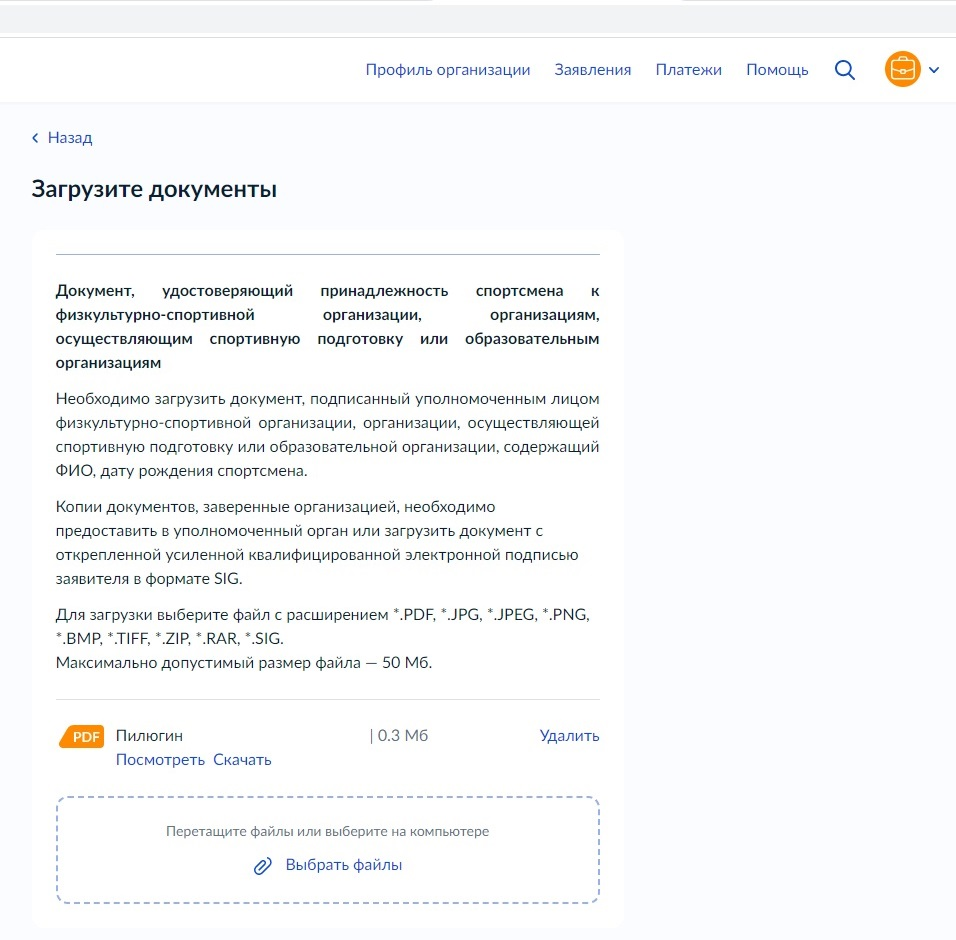 Профиль организации Заявления Платежи Помощь
Назад
Загрузите документы
Документ, удостоверяющий принадлежность спортсмена к
физкультурно-спортивной организации, организациям,
осуществляющим спортивную подготовку или образовательным
организациям
Необходимо загрузить документ, подписанный уполномоченным лицом
физкультурно-спортивной организации, организации, осуществляющей
спортивную подготовку или образовательной организации, содержащий
ФИО, дату рождения спортсмена.
Копии документов, заверенные организацией, необходимо
предоставить в уполномоченный орган или загрузить документ с
откреплённой усиленной квалифицированной электронной подписью
заявителя в формате SIG.
Для загрузки выберите файл с расширением *.PDF, *.JPG, *.JPEG, *.PNG,
*.BMP, *.TIFF, *.ZIP, *.RAR, *.SIG.
Максимально допустимый размер файла — 50 Мб.
PDF Пилюгин | 0.3 Мб Удалить
Посмотреть Скачать
Перетащите файлы или выберите на компьютере
Выбрать файлы